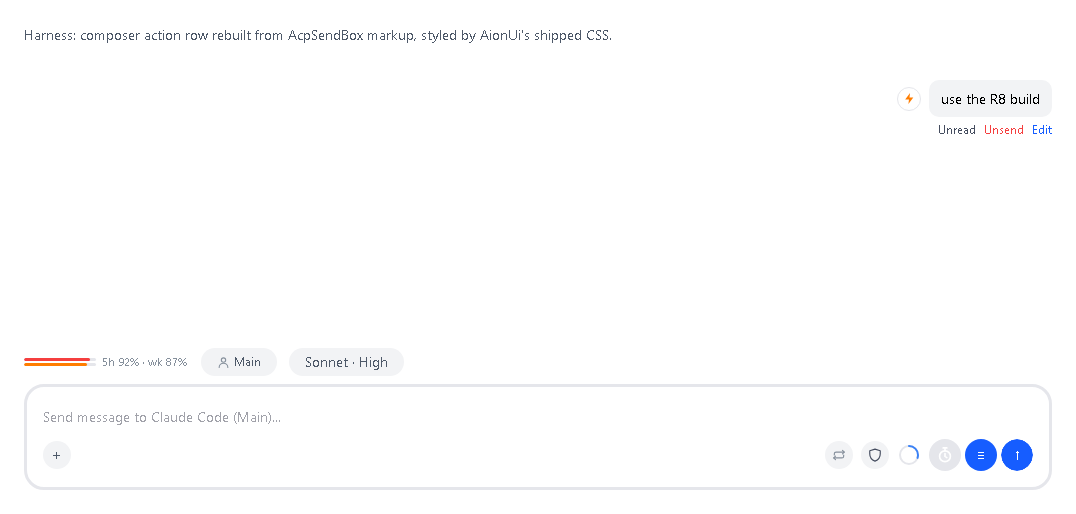 Harness: composer action row rebuilt from AcpSendBox markup, styled by AionUi's shipped CSS.
use the R8 build
Unread Unsend Edit
5h 92% · wk 87% Main Sonnet · High
Send message to Claude Code (Main)...